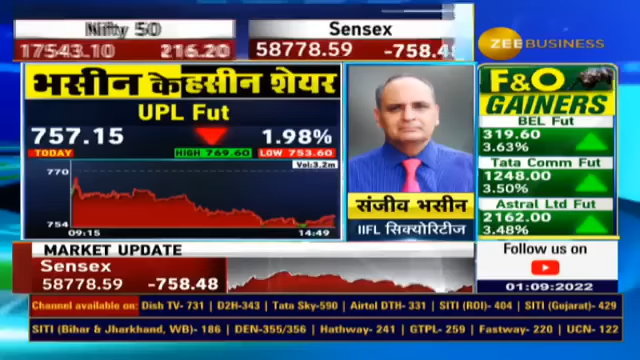 Nifty 50
17543.10 216.20
Sensex
58778.59 -758.4
ZEE BUSINESS
भसीन के हसीन शेयर
UPL Fut
757.15 1.98%
TODAY HIGH 769.60 LOW 753.60
Vol:3.2m
770
754
09:15 14:49
संजीव भसीन
IIFL सिक्योरिटीज
F&O
GAINERS
BEL Fut
319.60
3.63%
Tata Comm Fut
1248.00
3.50%
Astral Ltd Fut
2162.00
3.48%
MARKET UPDATE
Sensex
58778.59 -758.48
Follow us on
01:09:2022
Channel available on: Dish TV- 731 | D2H-343 | Tata Sky-590 | Airtel DTH- 331 | SITI (ROI)- 404 | SITI (Gujarat)- 429
SITI (Bihar & Jharkhand, WB)- 186 | DEN-355/356 | Hathway- 241 | GTPL- 259 | Fastway- 220 | UCN- 122